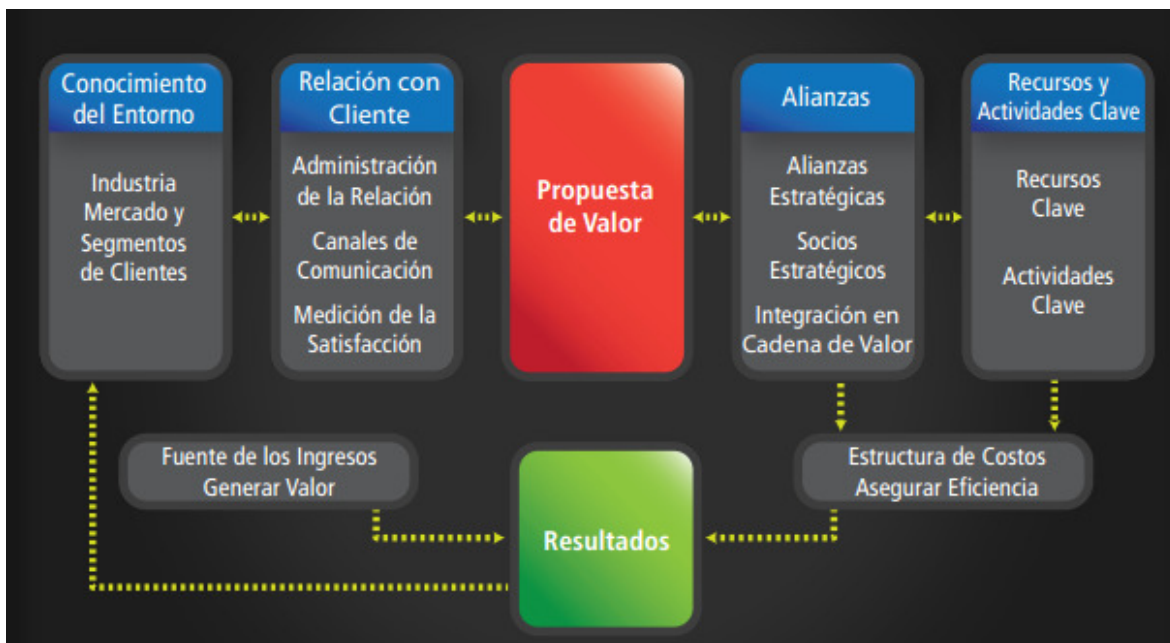 Conocimiento
del Entorno
Industria
Mercado y
Segmentos
de Clientes
Relación con
Cliente
Administración
de la Relación
Canales de
Comunicación
Medición de la
Satisfacción
Propuesta
de Valor
Alianzas
Alianzas
Estratégicas
Socios
Estratégicos
Integración en
Cadena de Valor
Recursos y
Actividades Clave
Recursos
Clave
Actividades
Clave
Fuente de los Ingresos
Generar Valor
Resultados
Estructura de Costos
Asegurar Eficiencia